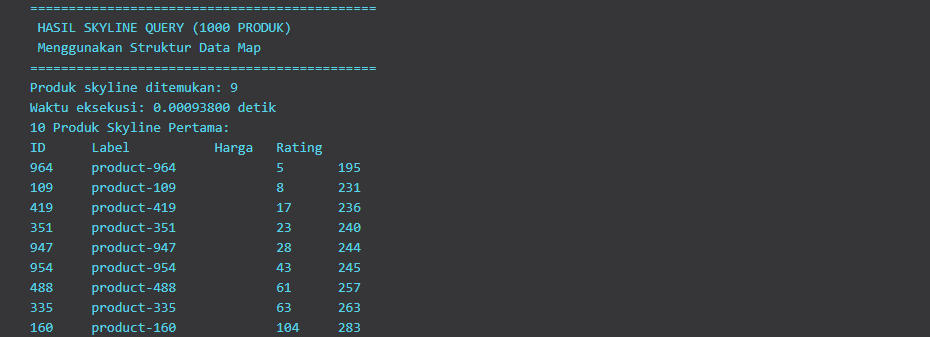 =============================================
HASIL SKYLINE QUERY (1000 PRODUK)
Menggunakan Struktur Data Map
=============================================
Produk skyline ditemukan: 9
Waktu eksekusi: 0.00093800 detik
10 Produk Skyline Pertama:
ID      Label           Harga   Rating
964     product-964             5       195
109     product-109             8       231
419     product-419             17      236
351     product-351             23      240
947     product-947             28      244
954     product-954             43      245
488     product-488             61      257
335     product-335             63      263
160     product-160             104     283